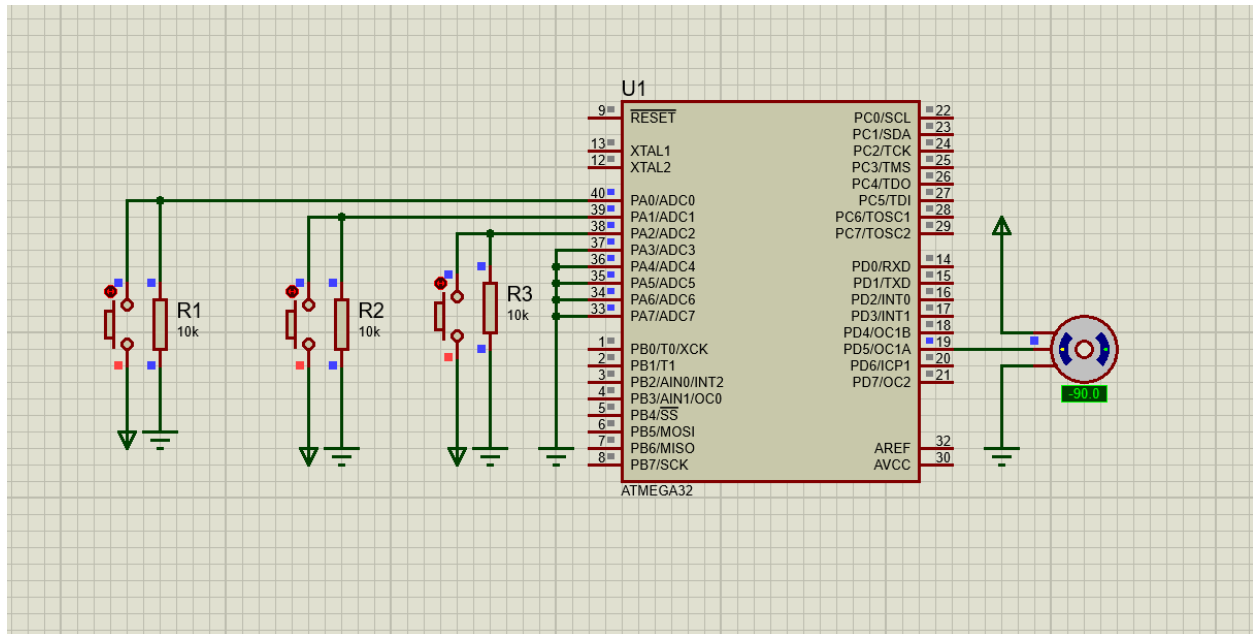 U1
9
RESET
13
XTAL1
12
XTAL2
40
PA0/ADC0
39
PA1/ADC1
38
PA2/ADC2
37
PA3/ADC3
36
PA4/ADC4
35
PA5/ADC5
34
PA6/ADC6
33
PA7/ADC7
1
PB0/T0/XCK
2
PB1/T1
3
PB2/AIN0/INT2
4
PB3/AIN1/OC0
5
PB4/SS
6
PB5/MOSI
7
PB6/MISO
8
PB7/SCK
PC0/SCL
22
PC1/SDA
23
PC2/TCK
24
PC3/TMS
25
PC4/TDO
26
PC5/TDI
27
PC6/TOSC1
28
PC7/TOSC2
29
PD0/RXD
14
PD1/TXD
15
PD2/INT0
16
PD3/INT1
17
PD4/OC1B
18
PD5/OC1A
19
PD6/ICP1
20
PD7/OC2
21
AREF
32
AVCC
30
ATMEGA32
R1
10k
R2
10k
R3
10k
-90.0